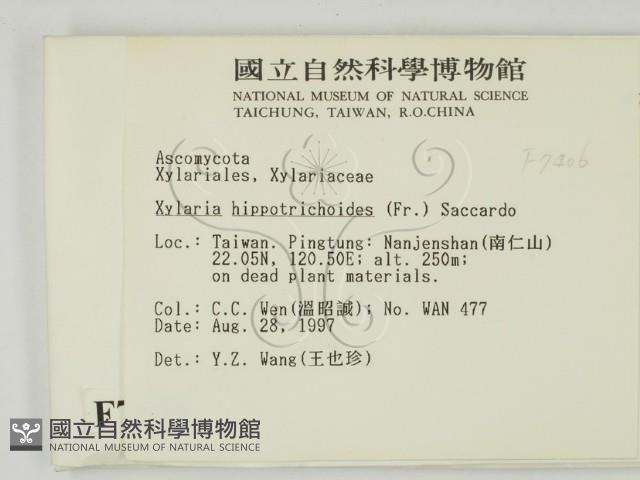 國立自然科學博物館
NATIONAL MUSEUM OF NATURAL SCIENCE
TAICHUNG, TAIWAN, R.O.CHINA
F7406
Ascomycota
Xylariales, Xylariaceae
Xylaria hippotrichoides (Fr.) Saccardo
Loc.: Taiwan. Pingtung: Nanjenshan(南仁山)
22.05N, 120.50E; alt. 250m;
on dead plant materials.
Col.: C.C. Wen(溫昭誠); No. WAN 477
Date: Aug. 28, 1997
Det.: Y.Z. Wang(王也珍)
國立自然科學博物館
NATIONAL MUSEUM OF NATURAL SCIENCE